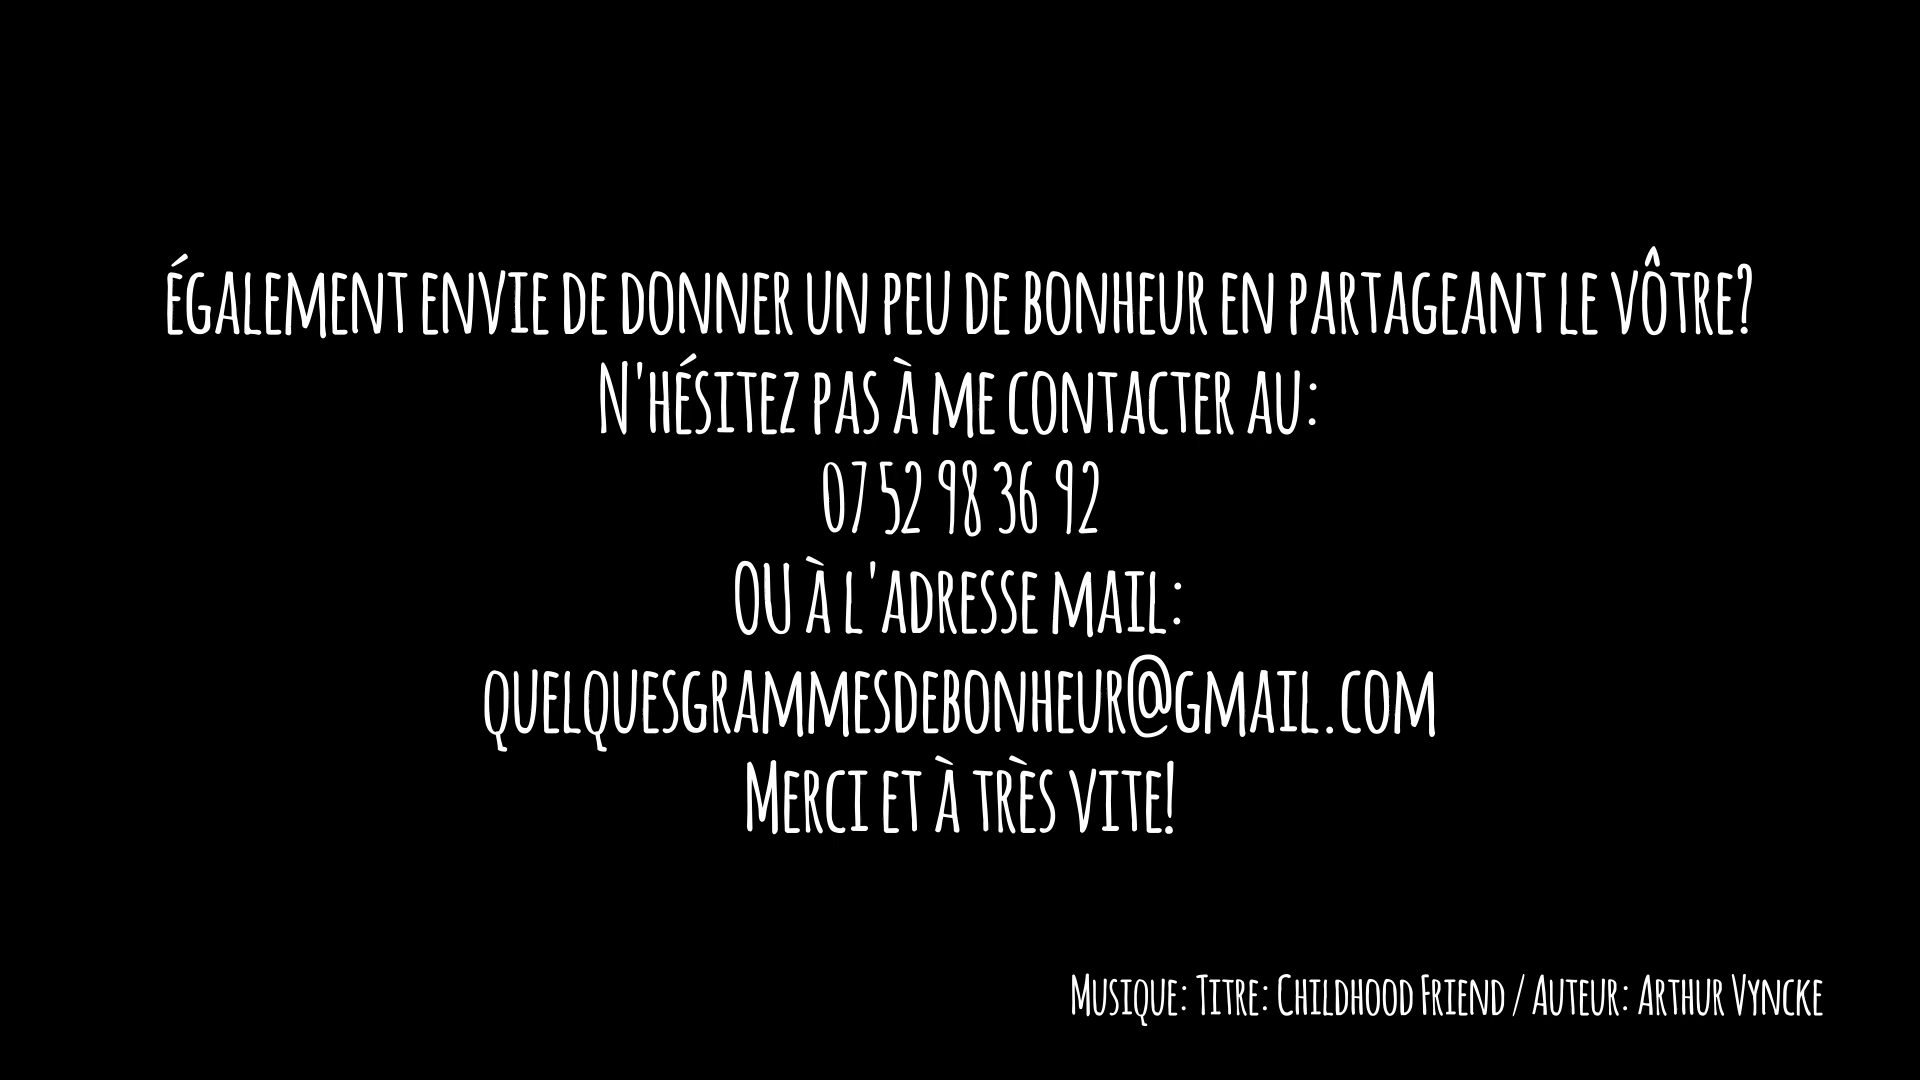 également envie de donner un peu de bonheur en partageant le vôtre?
N'hésitez pas à me contacter au:
07 52 98 36 92
OU à l'adresse mail:
quelquesgrammesdebonheur@gmail.com
Merci et à très vite!
Musique: Titre: Childhood Friend / Auteur: Arthur Vyncke